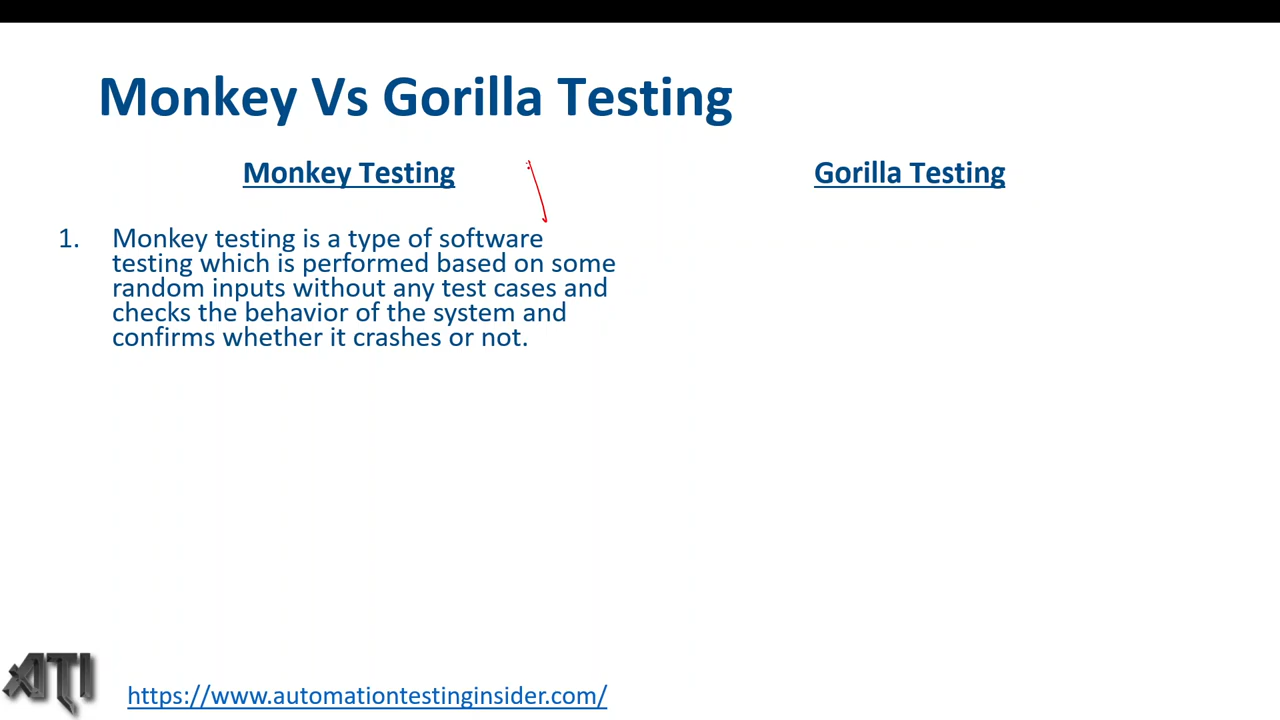 Monkey Vs Gorilla Testing
Monkey Testing
Gorilla Testing
1. Monkey testing is a type of software
testing which is performed based on some
random inputs without any test cases and
checks the behavior of the system and
confirms whether it crashes or not.
ATI
https://www.automationtestinginsider.com/